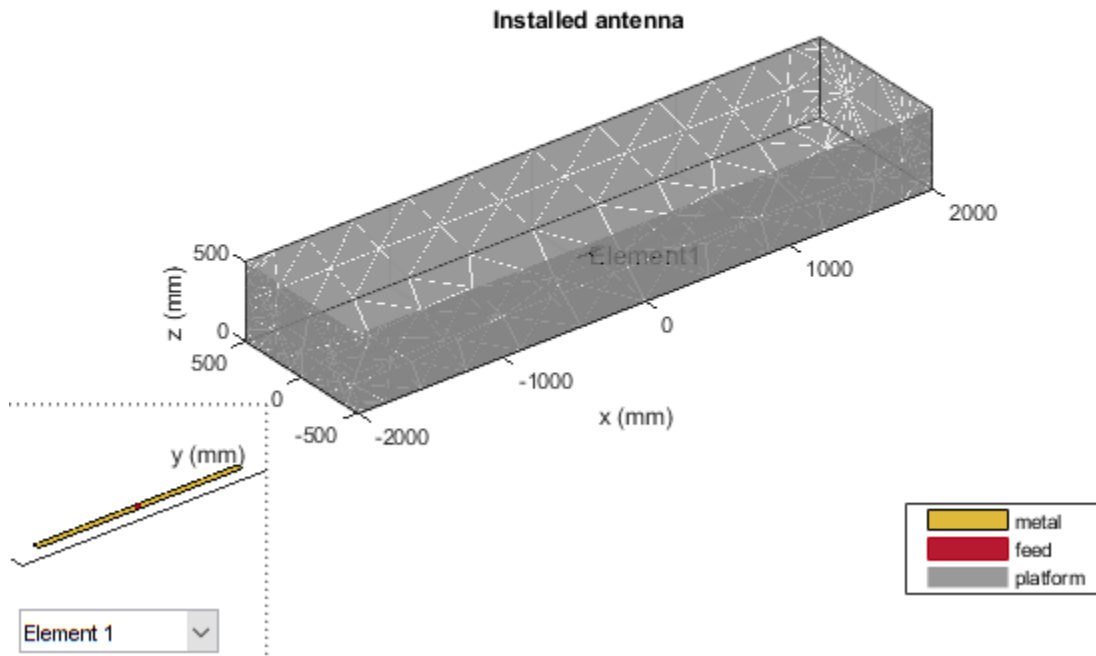 Installed antenna
500
0
z (mm)
500
0
-500
y (mm)
-2000
-1000
0
1000
2000
x (mm)
Element1
metal
feed
platform
Element 1